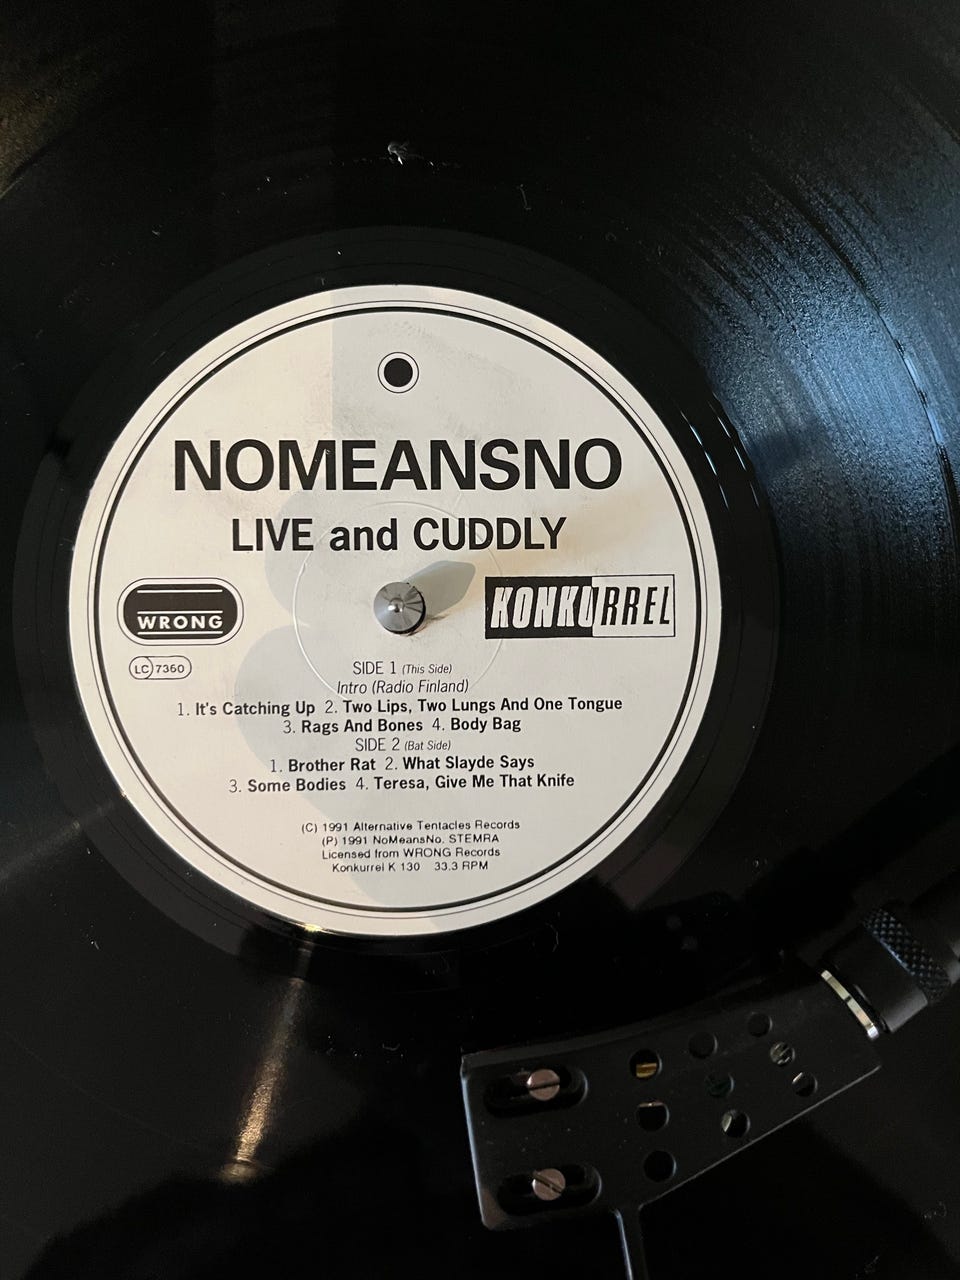 NOMEANSNO
LIVE and CUDDLY
WRONG
KONKURREL
LC 7360
SIDE 1 (This Side)
Intro (Radio Finland)
1. It's Catching Up 2. Two Lips, Two Lungs And One Tongue
3. Rags And Bones 4. Body Bag
SIDE 2 (Bat Side)
1. Brother Rat 2. What Slayde Says
3. Some Bodies 4. Teresa, Give Me That Knife
(C) 1991 Alternative Tentacles Records
(P) 1991 NoMeansNo. STEMRA
Licensed from WRONG Records
Konkurrel K 130 33.3 RPM